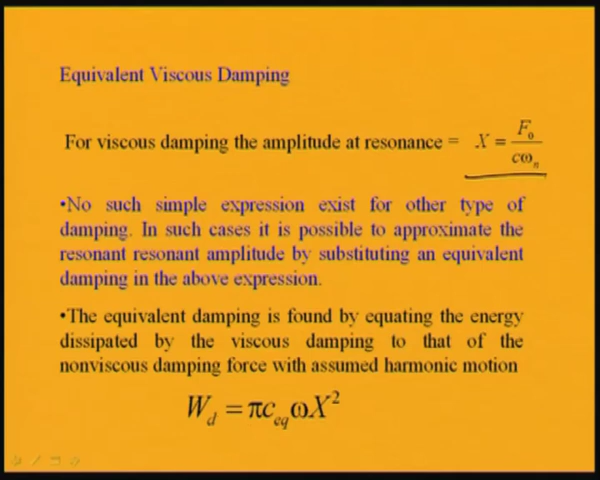 Equivalent Viscous Damping
For viscous damping the amplitude at resonance = X = F₀ / cωₙ
•No such simple expression exist for other type of
damping. In such cases it is possible to approximate the
resonant resonant amplitude by substituting an equivalent
damping in the above expression.
•The equivalent damping is found by equating the energy
dissipated by the viscous damping to that of the
nonviscous damping force with assumed harmonic motion
W_d = πc_eq ωX²